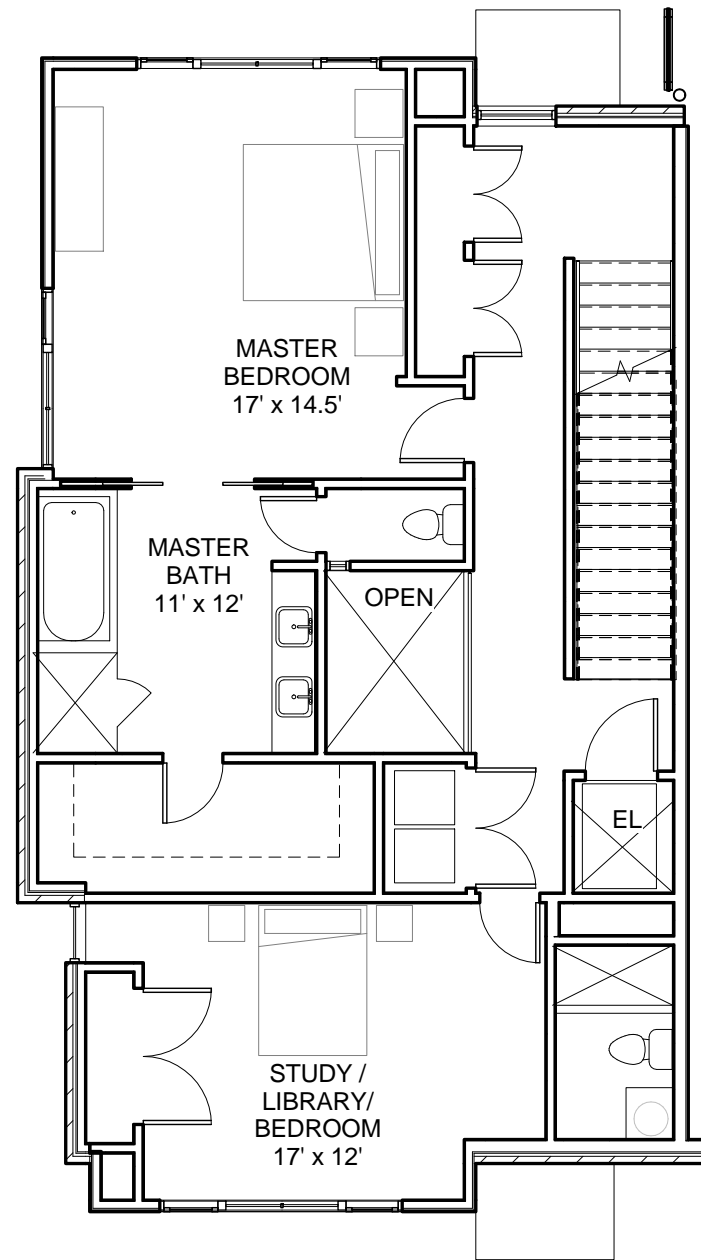 MASTER
BEDROOM
17' x 14.5'
MASTER
BATH
11' x 12'
OPEN
EL
STUDY /
LIBRARY/
BEDROOM
17' x 12'